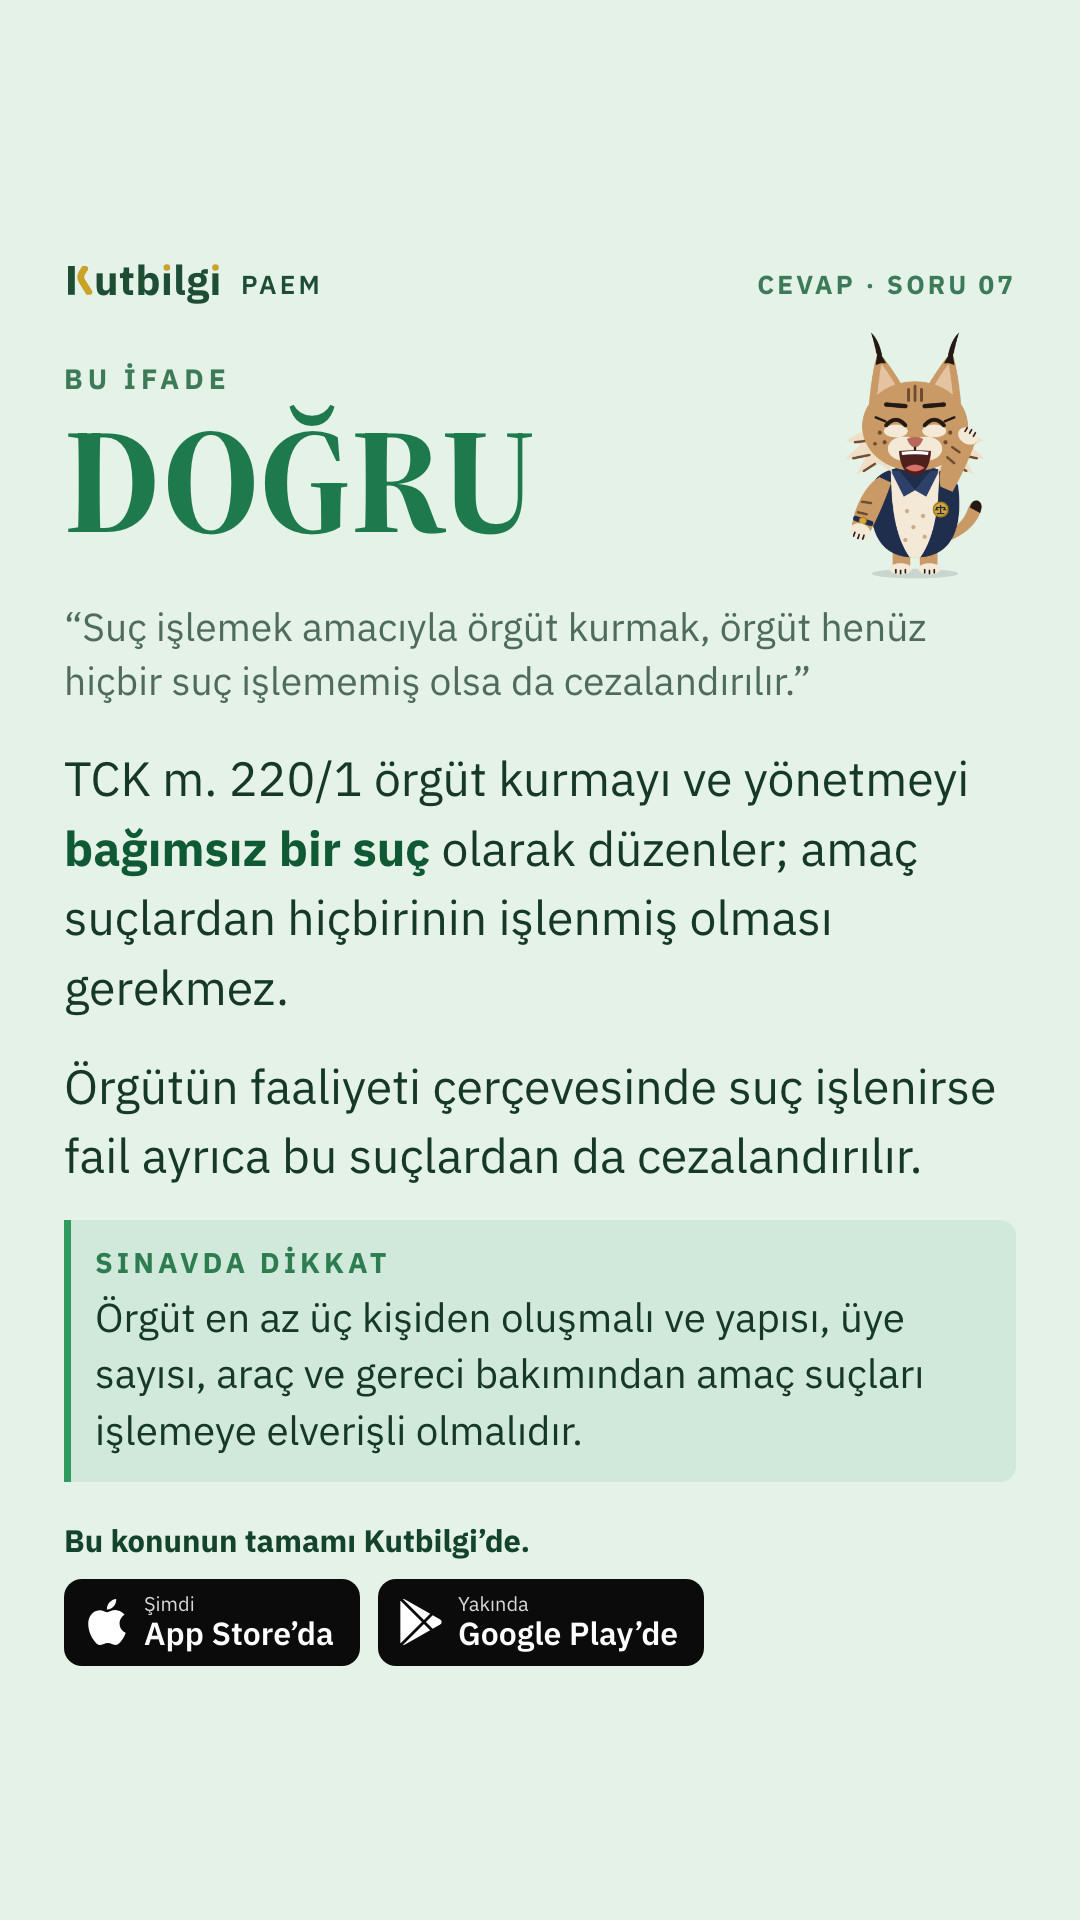 Kutbilgi PAEM
CEVAP · SORU 07
BU İFADE
DOĞRU
“Suç işlemek amacıyla örgüt kurmak, örgüt henüz
hiçbir suç işlememiş olsa da cezalandırılır.”
TCK m. 220/1 örgüt kurmayı ve yönetmeyi
bağımsız bir suç olarak düzenler; amaç
suçlardan hiçbirinin işlenmiş olması
gerekmez.
Örgütün faaliyeti çerçevesinde suç işlenirse
fail ayrıca bu suçlardan da cezalandırılır.
SINAVDA DİKKAT
Örgüt en az üç kişiden oluşmalı ve yapısı, üye
sayısı, araç ve gereci bakımından amaç suçları
işlemeye elverişli olmalıdır.
Bu konunun tamamı Kutbilgi’de.
Şimdi
App Store’da
Yakında
Google Play’de